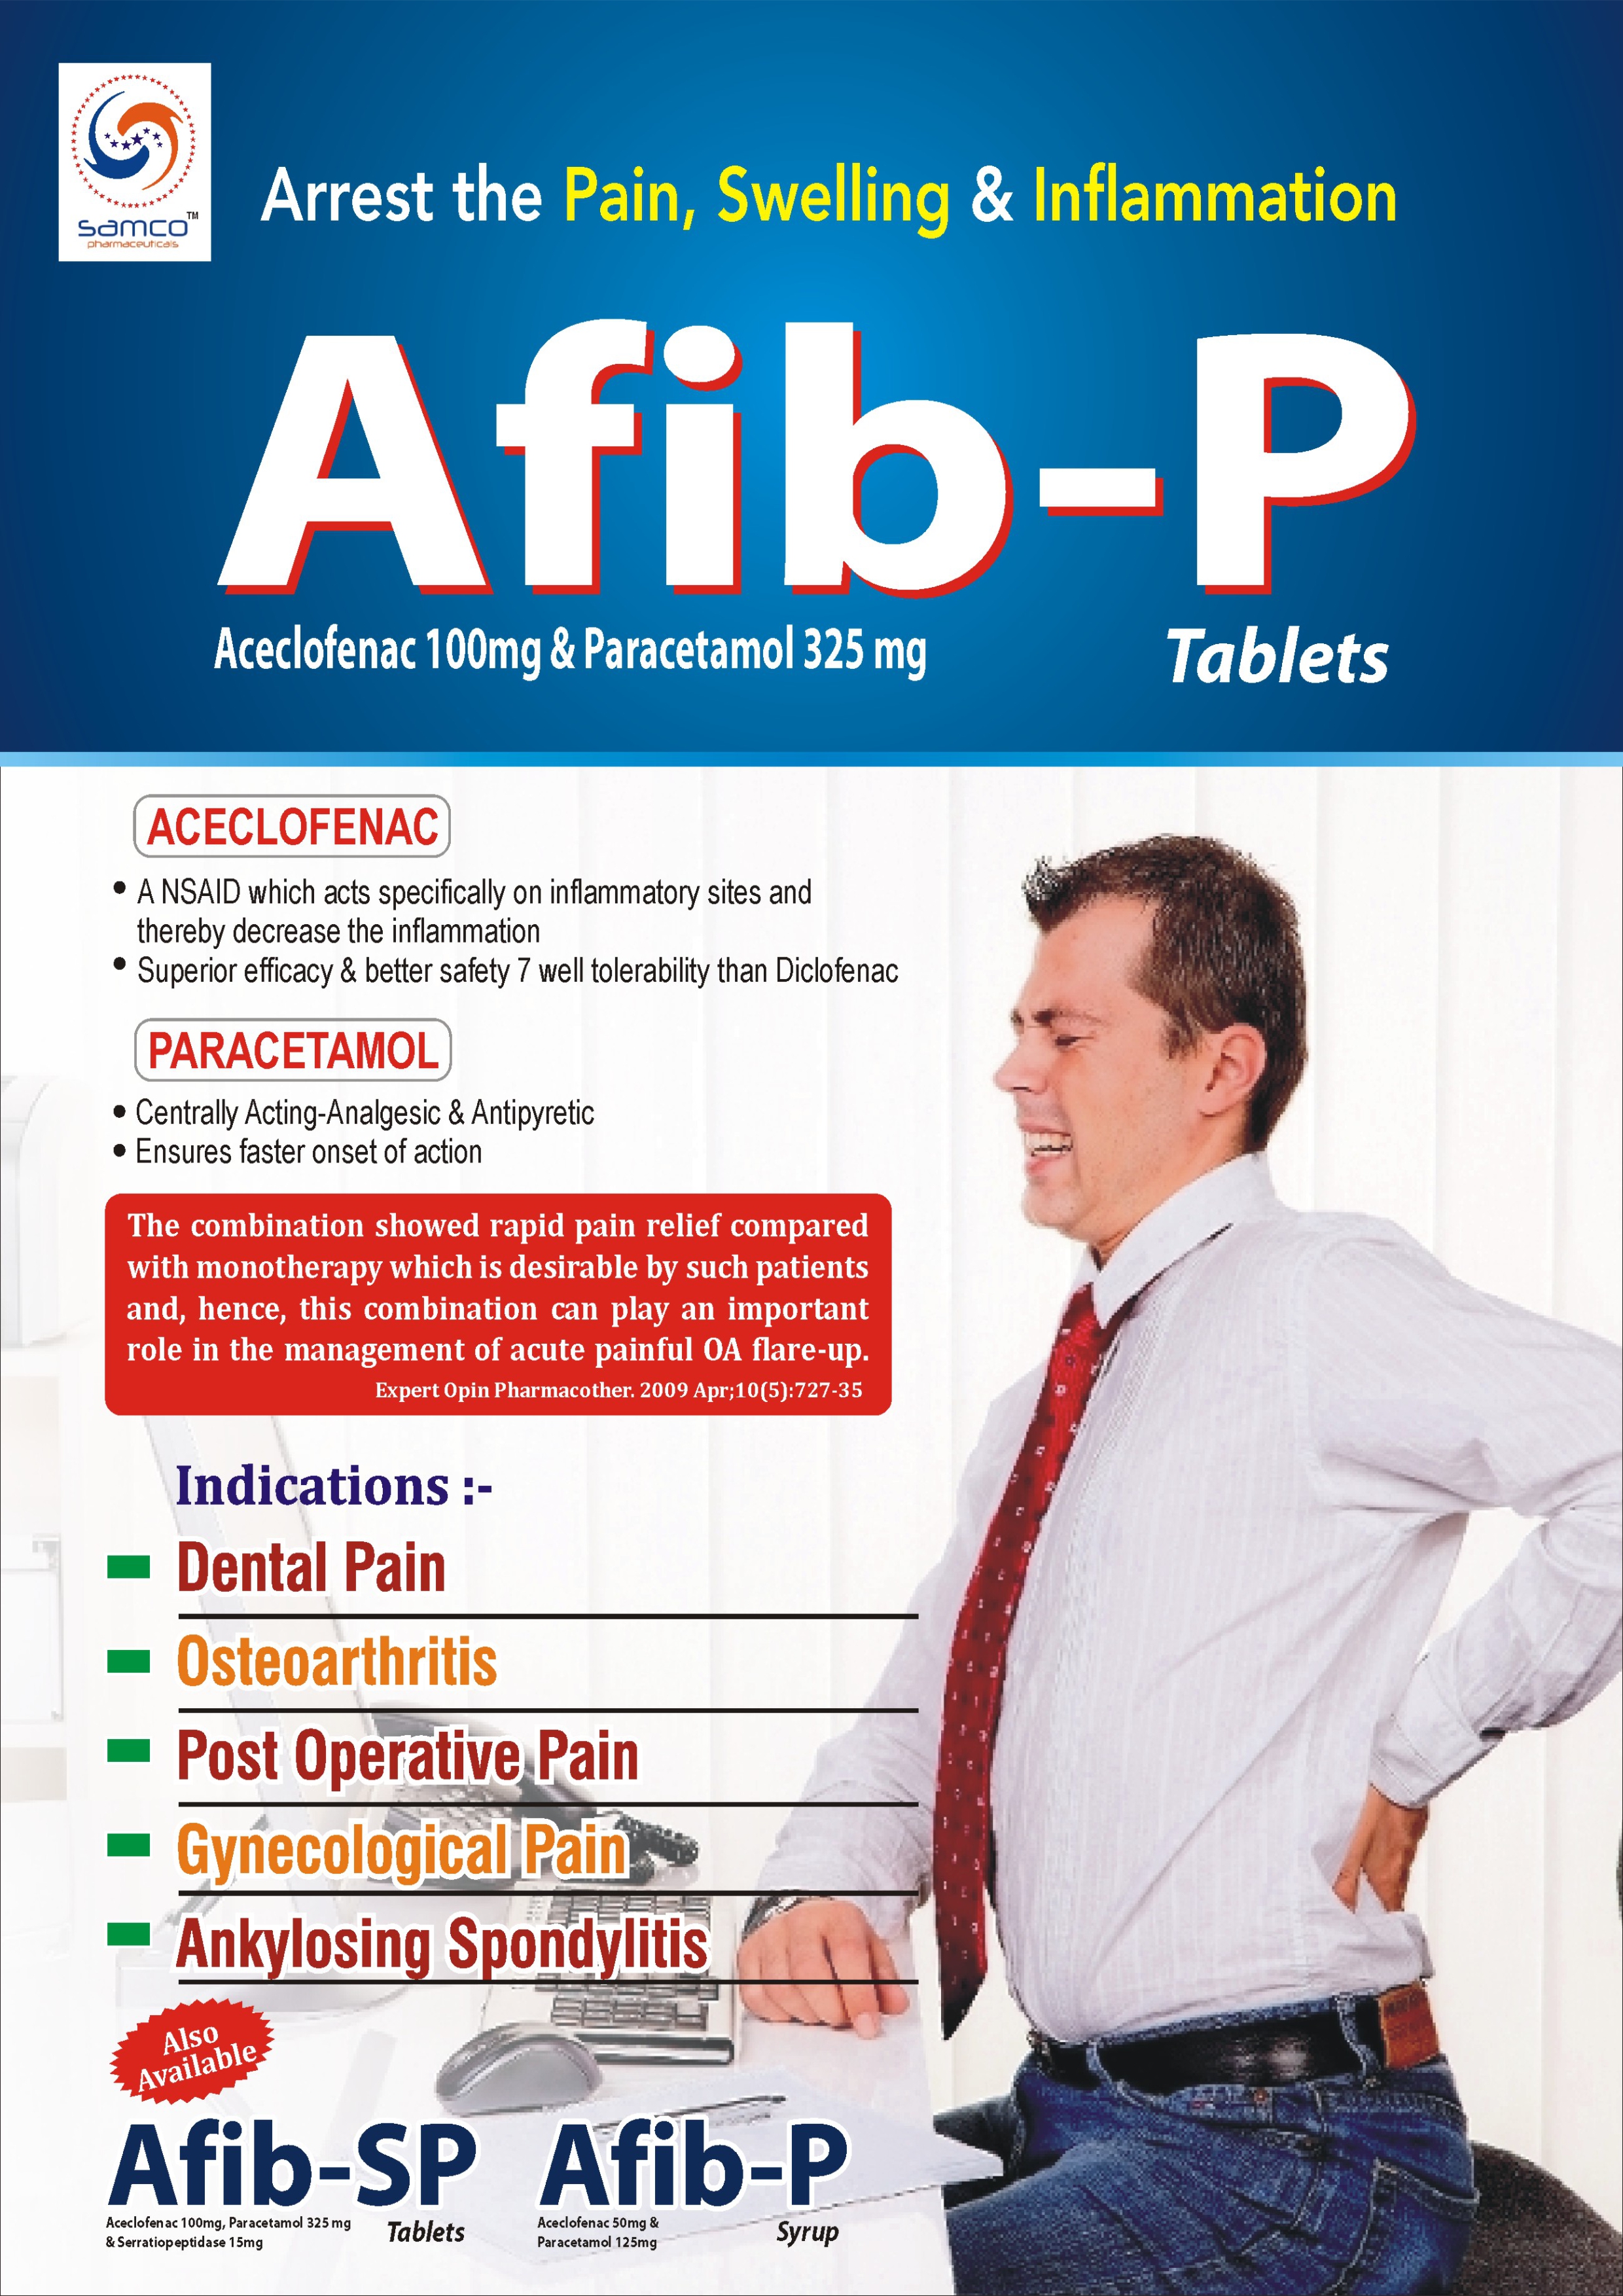 samco™
pharmaceuticals
Arrest the Pain, Swelling & Inflammation
Afib-P
Aceclofenac 100mg & Paracetamol 325 mg
Tablets
ACECLOFENAC
• A NSAID which acts specifically on inflammatory sites and
thereby decrease the inflammation
• Superior efficacy & better safety 7 well tolerability than Diclofenac
PARACETAMOL
• Centrally Acting-Analgesic & Antipyretic
• Ensures faster onset of action
The combination showed rapid pain relief compared
with monotherapy which is desirable by such patients
and, hence, this combination can play an important
role in the management of acute painful OA flare-up.
Expert Opin Pharmacother. 2009 Apr;10(5):727-35
Indications :-
Dental Pain
Osteoarthritis
Post Operative Pain
Gynecological Pain
Ankylosing Spondylitis
Also
Available
Afib-SP
Aceclofenac 100mg, Paracetamol 325 mg
& Serratiopeptidase 15mg
Tablets
Afib-P
Aceclofenac 50mg &
Paracetamol 125mg
Syrup